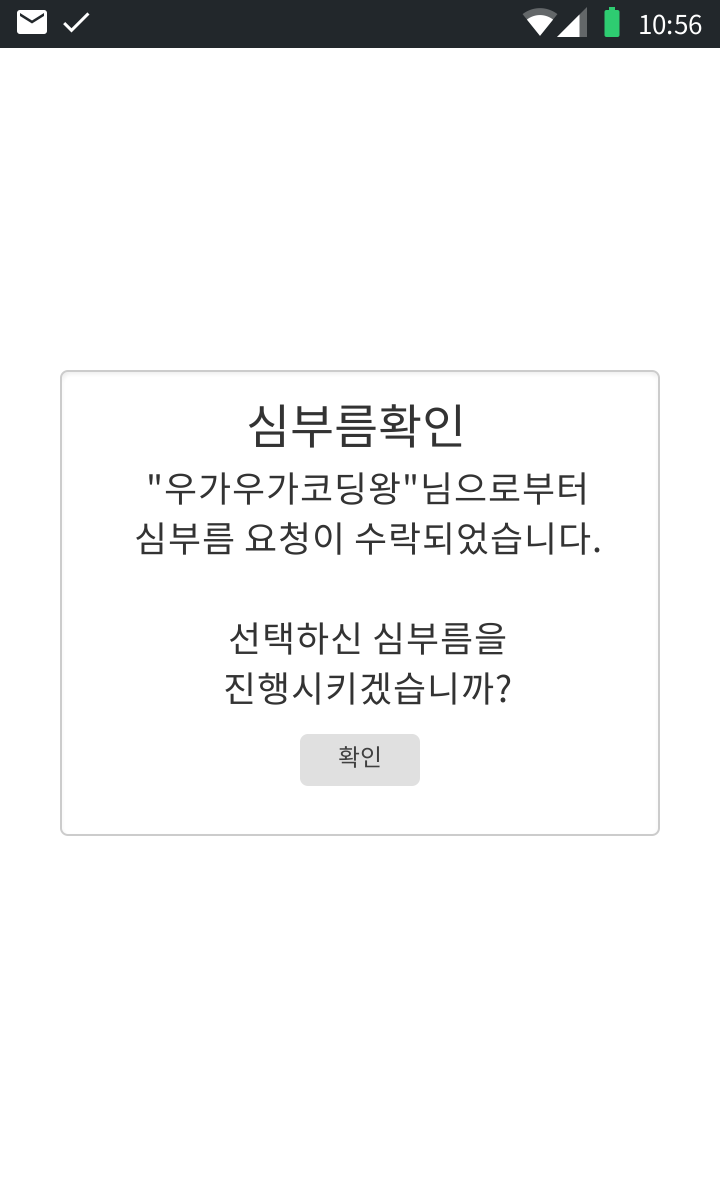 10:56
심부름확인
"우가우가코딩왕"님으로부터
심부름 요청이 수락되었습니다.
선택하신 심부름을
진행시키겠습니까?
확인